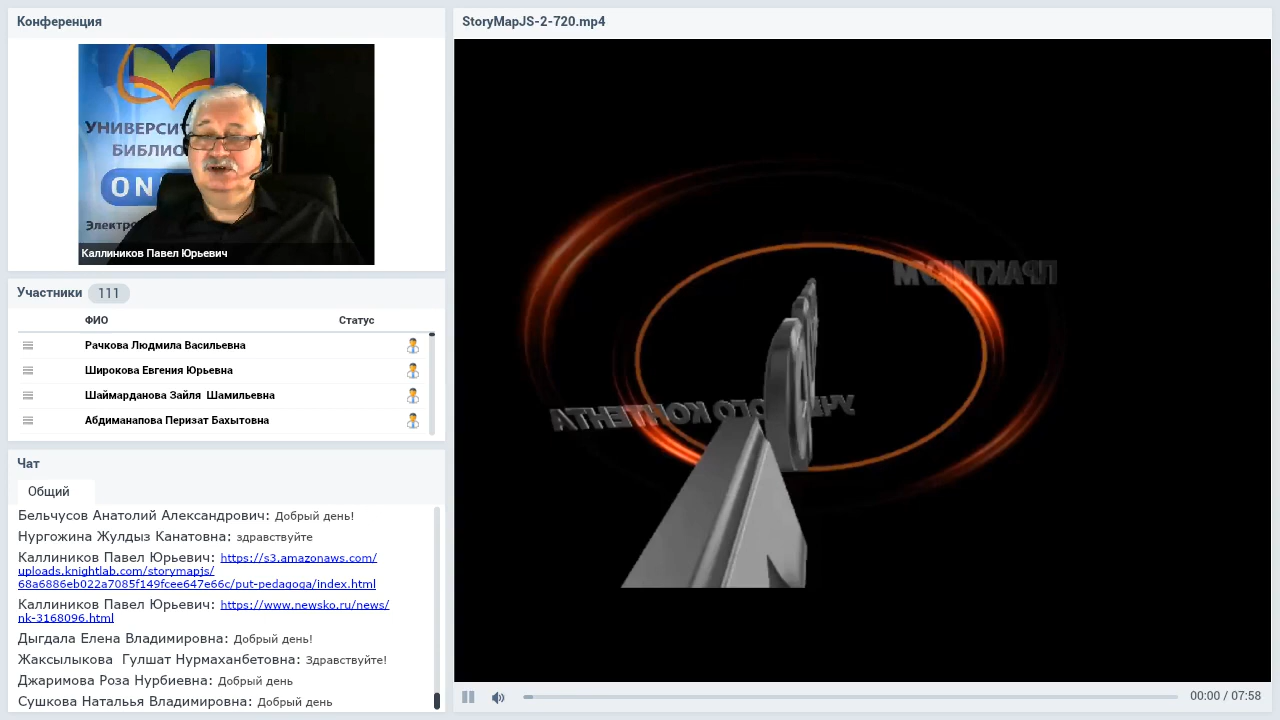 Конференция
УНИВЕРСИТ
БИБЛИО
ON
Электро
Каллиников Павел Юрьевич
Участники 111
ФИО Статус
Рачкова Людмила Васильевна
Широкова Евгения Юрьевна
Шаймарданова Зайля Шамильевна
Абдиманапова Перизат Бахытовна
Чат
Общий
Бельчусов Анатолий Александрович: Добрый день!
Нургожина Жулдыз Канатовна: здравствуйте
Каллиников Павел Юрьевич: https://s3.amazonaws.com/
uploads.knightlab.com/storymapjs/
68a6886eb022a7085f149fcee647e66c/put-pedagoga/index.html
Каллиников Павел Юрьевич: https://www.newsko.ru/news/
nk-3168096.html
Дыгдала Елена Владимировна: Добрый день!
Жаксылыкова Гулшат Нурмаханбетовна: Здравствуйте!
Джаримова Роза Нурбиевна: Добрый день
Сушкова Наталья Владимировна: Добрый день
StoryMapJS-2-720.mp4
ПРАКТИКУМ
КОНТЕНТА
00:00 / 07:58